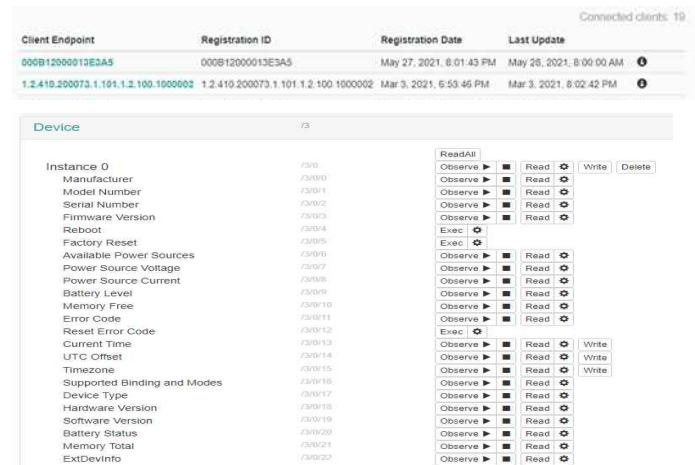 Connected clients: 19
Client Endpoint Registration ID Registration Date Last Update
000B12000013E3A5 000B12000013E3A5 May 27, 2021, 8:01:43 PM May 28, 2021, 8:00:00 AM
1.2.410.200073.1.101.1.2.100.1000002 1.2.410.200073.1.101.1.2.100.1000002 Mar 3, 2021, 6:53:46 PM Mar 3, 2021, 8:02:42 PM
Device /3
ReadAll
Instance 0 /3/0 Observe Read Write Delete
Manufacturer /3/0/0 Observe Read
Model Number /3/0/1 Observe Read
Serial Number /3/0/2 Observe Read
Firmware Version /3/0/3 Observe Read
Reboot /3/0/4 Exec
Factory Reset /3/0/5 Exec
Available Power Sources /3/0/6 Observe Read
Power Source Voltage /3/0/7 Observe Read
Power Source Current /3/0/8 Observe Read
Battery Level /3/0/9 Observe Read
Memory Free /3/0/10 Observe Read
Error Code /3/0/11 Observe Read
Reset Error Code /3/0/12 Exec
Current Time /3/0/13 Observe Read Write
UTC Offset /3/0/14 Observe Read Write
Timezone /3/0/15 Observe Read Write
Supported Binding and Modes /3/0/16 Observe Read
Device Type /3/0/17 Observe Read
Hardware Version /3/0/18 Observe Read
Software Version /3/0/19 Observe Read
Battery Status /3/0/20 Observe Read
Memory Total /3/0/21 Observe Read
ExtDevInfo /3/0/22 Observe Read